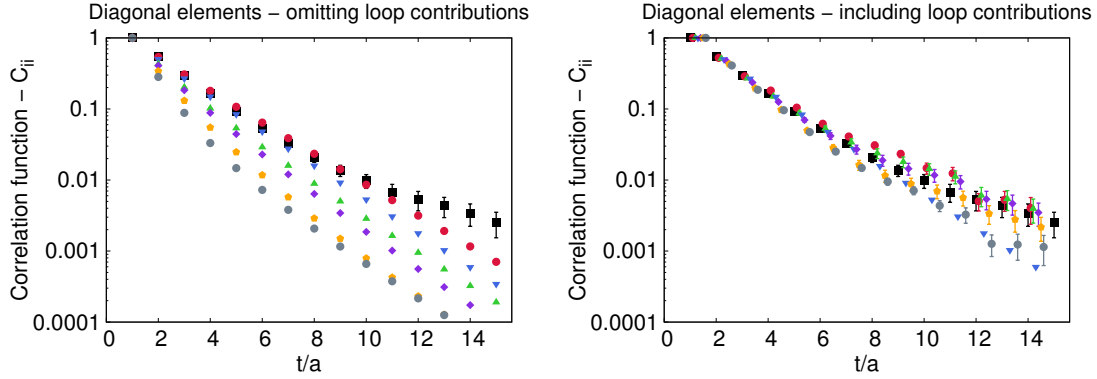 Diagonal elements – omitting loop contributions
Correlation function – Cii
1
0.1
0.01
0.001
0.0001
0 2 4 6 8 10 12 14
t/a
Diagonal elements – including loop contributions
Correlation function – Cii
1
0.1
0.01
0.001
0.0001
0 2 4 6 8 10 12 14
t/a